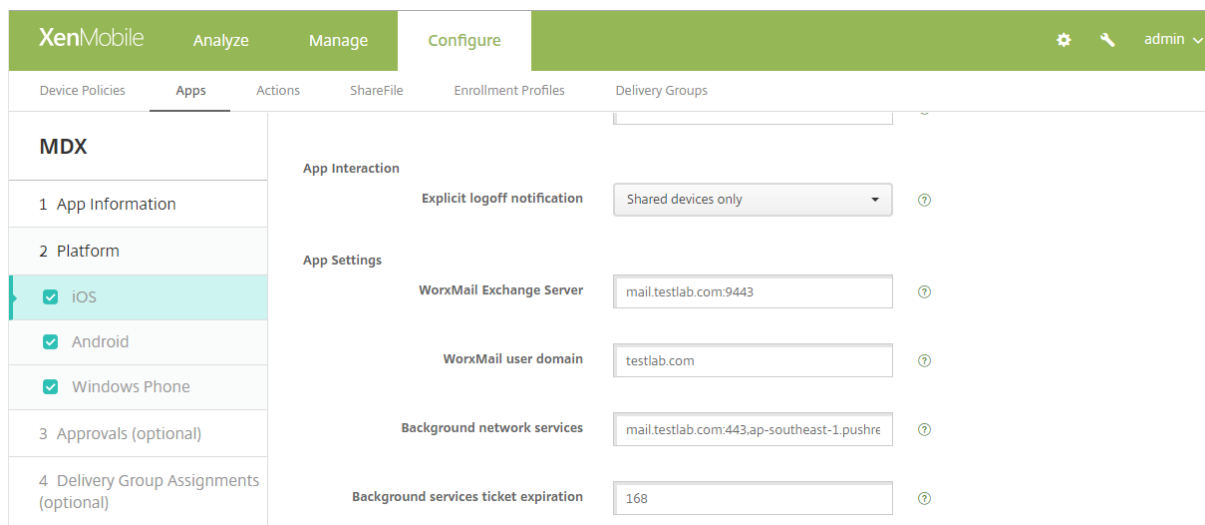 XenMobile Analyze Manage Configure admin
Device Policies Apps Actions ShareFile Enrollment Profiles Delivery Groups
MDX
1 App Information
2 Platform
iOS
Android
Windows Phone
3 Approvals (optional)
4 Delivery Group Assignments
(optional)
App Interaction
Explicit logoff notification Shared devices only ?
App Settings
WorxMail Exchange Server mail.testlab.com:9443 ?
WorxMail user domain testlab.com ?
Background network services mail.testlab.com:443,ap-southeast-1.pushre ?
Background services ticket expiration 168 ?